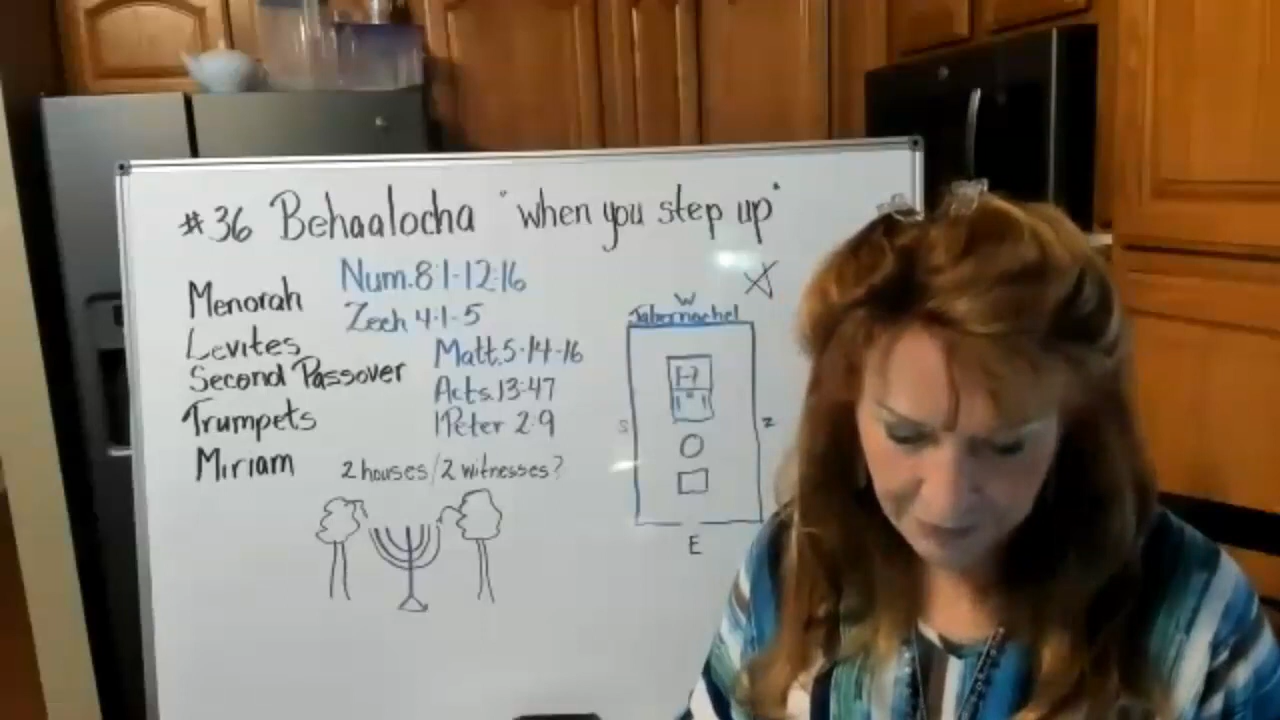 #36 Behaalocha "when you step up"
Menorah
Levites
Second Passover
Trumpets
Miriam
Num. 8:1-12:16
Zech 4:1-5
Matt. 5-14-16
Acts. 13:47
1Peter 2:9
2 houses/2 witnesses?
W
Tabernachel
S
E